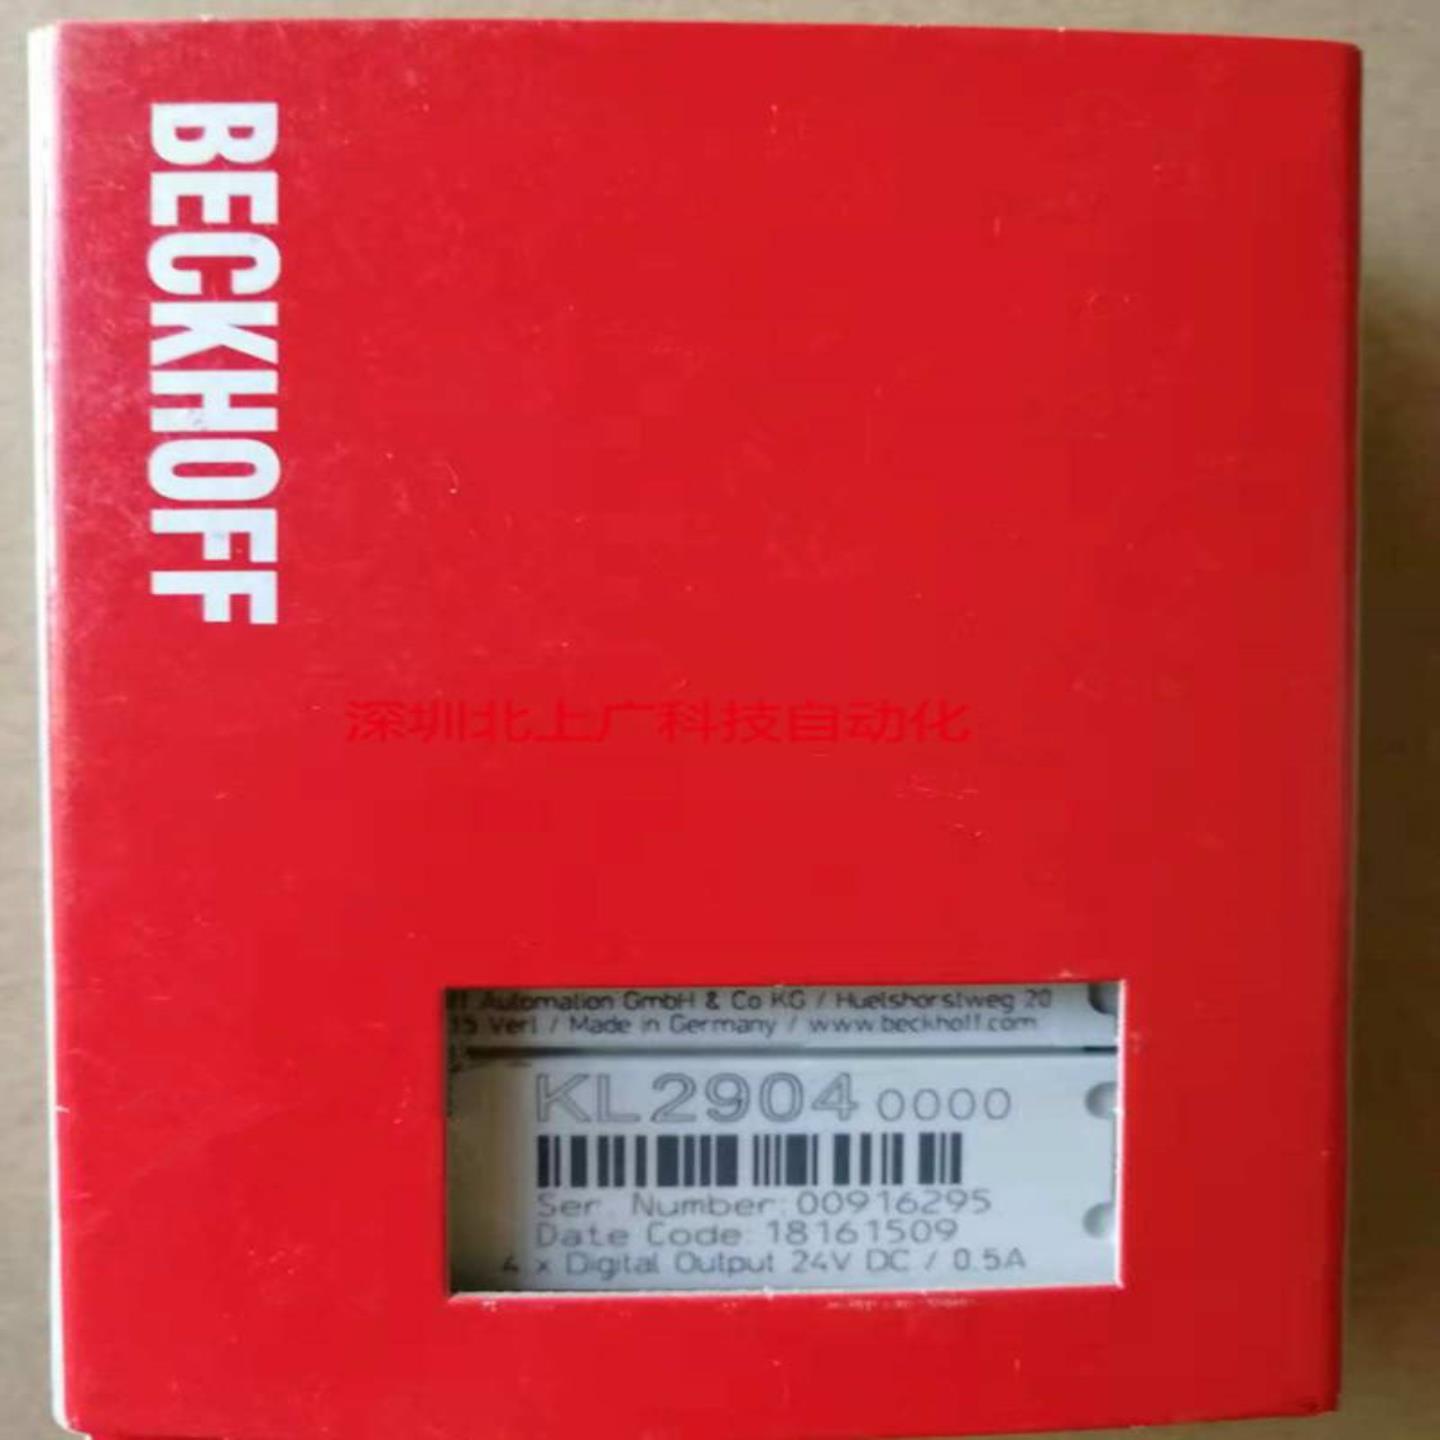 BECKHOFF
深圳北上广科技自动化
Automation GmbH & Co KG / Huelshorstweg 20
15 Verl / Made in Germany / www.beckhoff.com
KL2904 0000
Ser. Number: 00916295
Date Code: 18161509
4 x Digital Output 24V DC / 0.5A